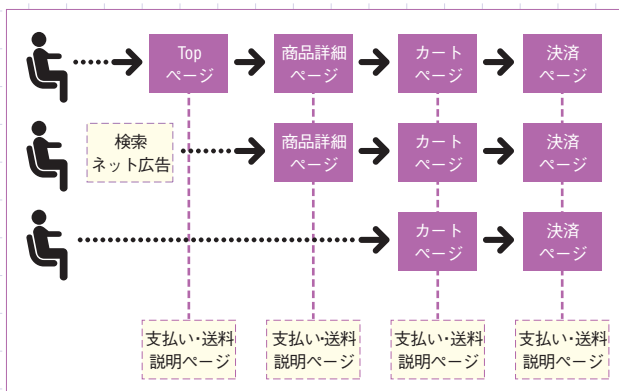 Top
ページ
商品詳細
ページ
カート
ページ
決済
ページ
検索
ネット広告
商品詳細
ページ
カート
ページ
決済
ページ
カート
ページ
決済
ページ
支払い・送料
説明ページ
支払い・送料
説明ページ
支払い・送料
説明ページ
支払い・送料
説明ページ